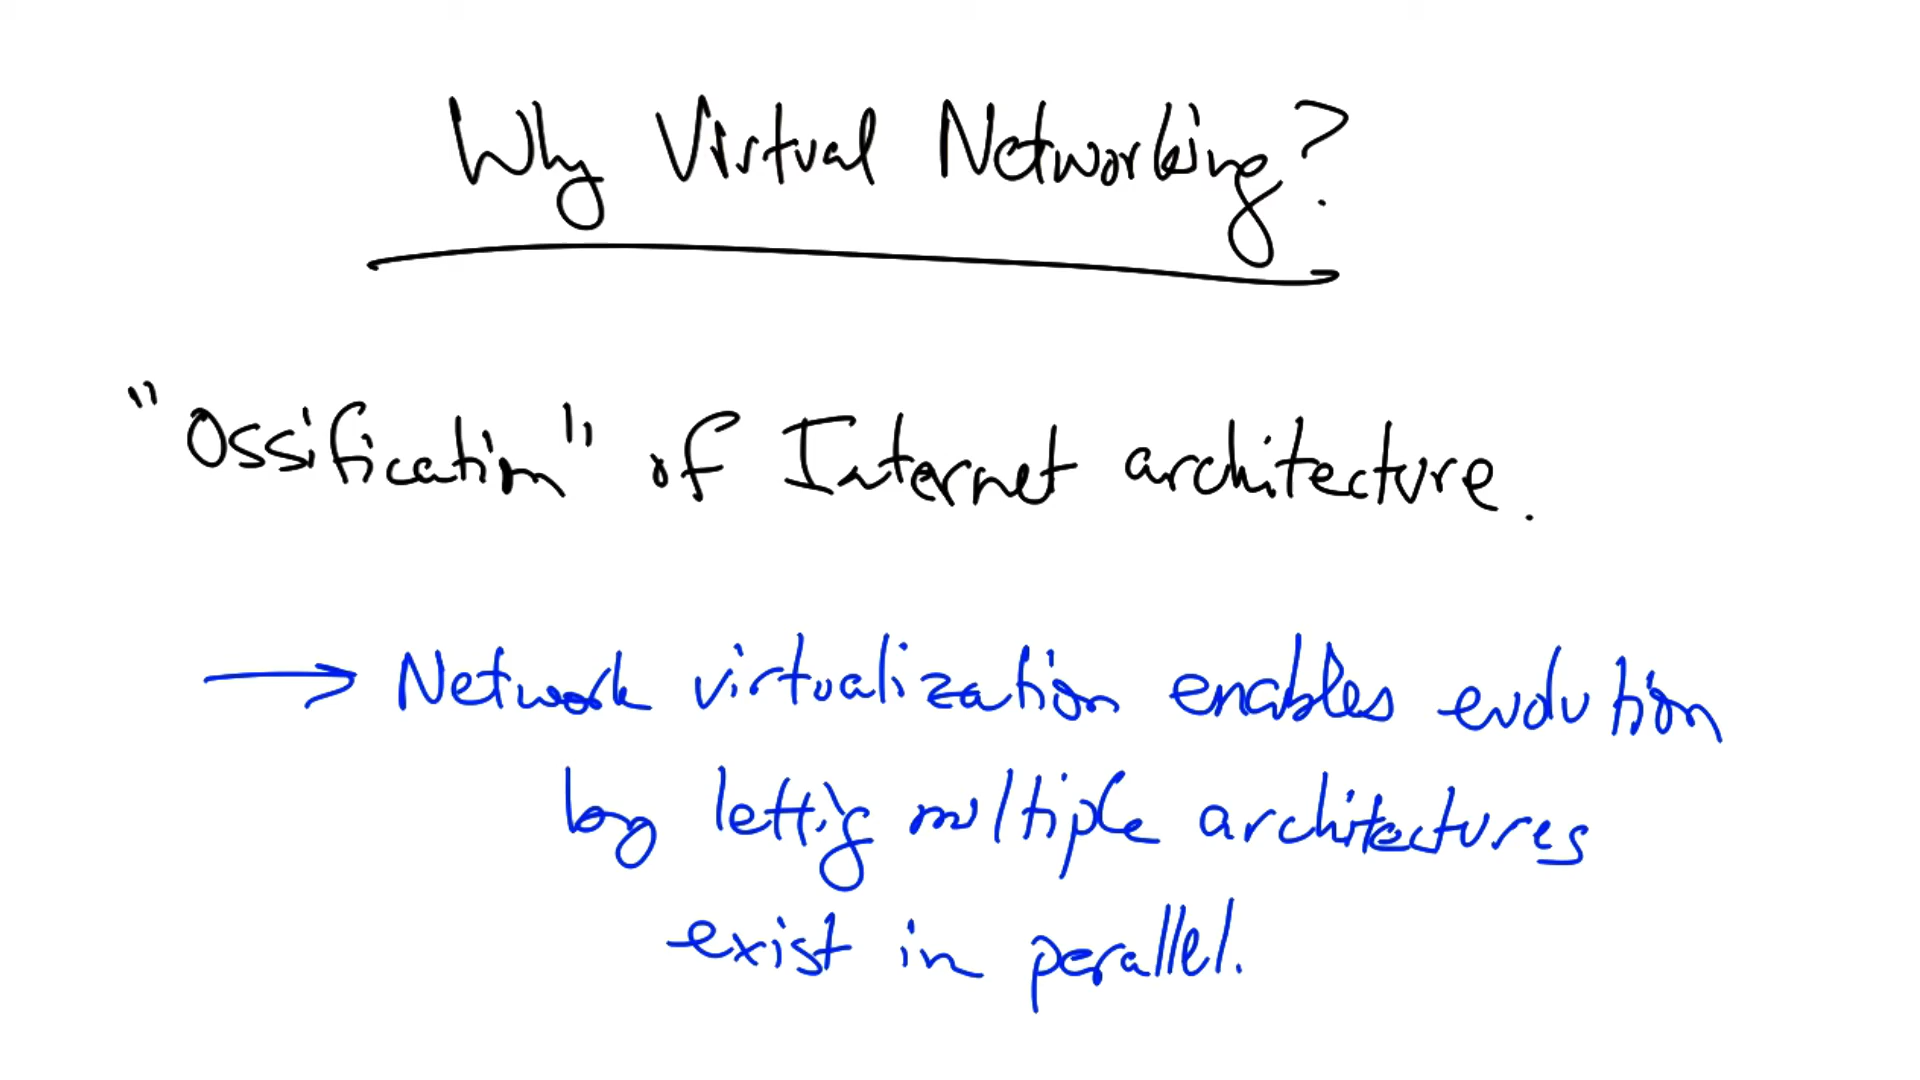 Why Virtual Networking?
"Ossification" of Internet architecture.
→ Network virtualization enables evolution
by letting multiple architectures
exist in parallel.